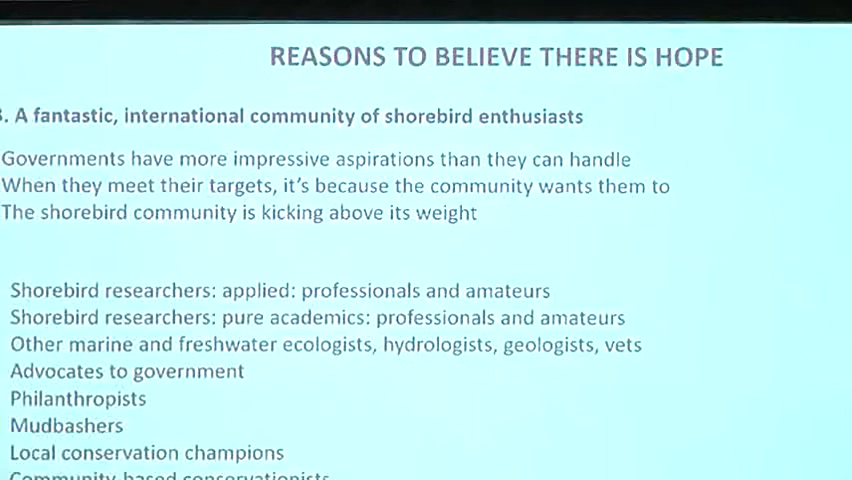 REASONS TO BELIEVE THERE IS HOPE
. A fantastic, international community of shorebird enthusiasts
Governments have more impressive aspirations than they can handle
When they meet their targets, it's because the community wants them to
The shorebird community is kicking above its weight
Shorebird researchers: applied: professionals and amateurs
Shorebird researchers: pure academics: professionals and amateurs
Other marine and freshwater ecologists, hydrologists, geologists, vets
Advocates to government
Philanthropists
Mudbashers
Local conservation champions
Community based conservationists